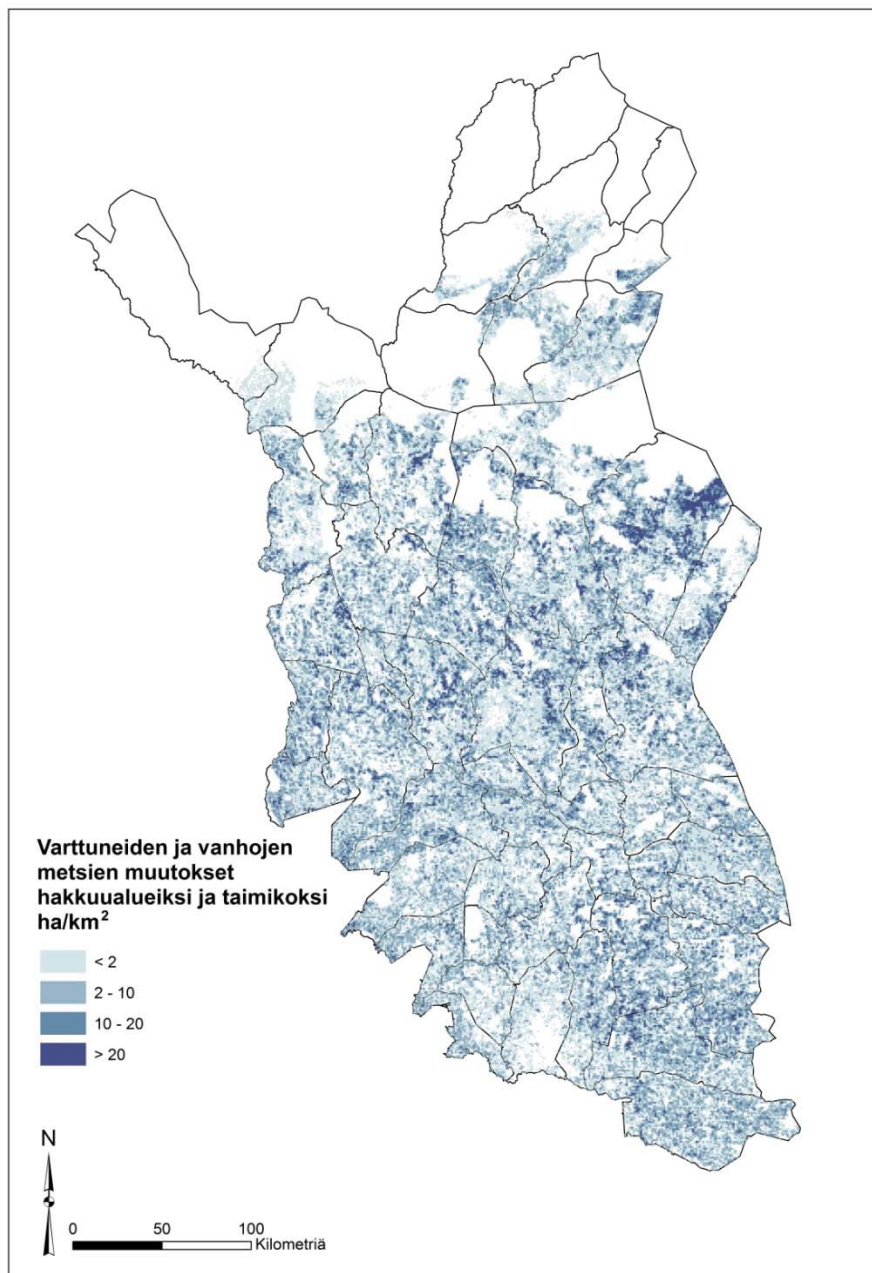 Varttuneiden ja vanhojen
metsien muutokset
hakkuualueiksi ja taimikoksi
ha/km²
< 2
2 - 10
10 - 20
> 20
N
0 50 100
Kilometriä